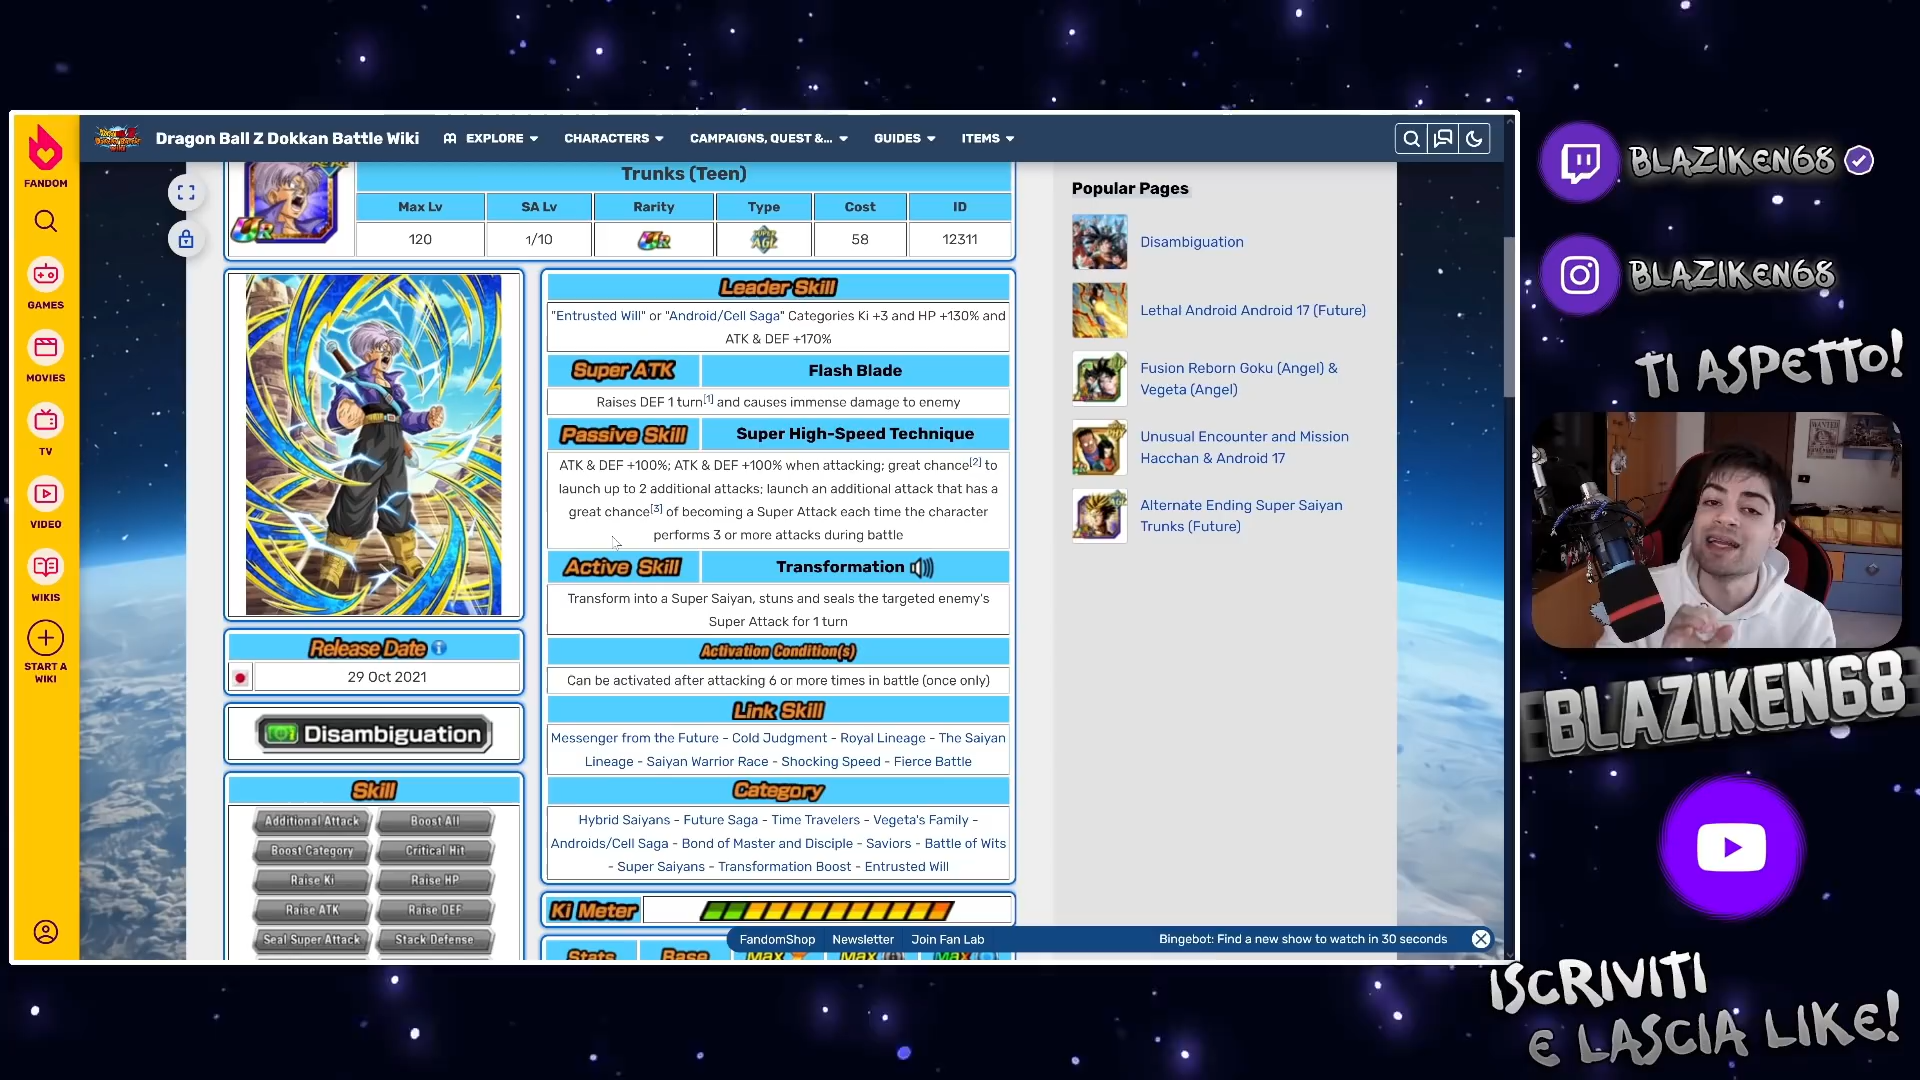 FANDOM
GAMES
MOVIES
TV
VIDEO
WIKIS
START A
WIKI
Dragon Ball Z Dokkan Battle Wiki
EXPLORE
CHARACTERS
CAMPAIGNS, QUEST &...
GUIDES
ITEMS
Trunks (Teen)
Max Lv
SA Lv
Rarity
Type
Cost
ID
120
1/10
UR
SUPER AGL
58
12311
Leader Skill
"Entrusted Will" or "Android/Cell Saga" Categories Ki +3 and HP +130% and
ATK & DEF +170%
Super ATK
Flash Blade
Raises DEF 1 turn[1] and causes immense damage to enemy
Passive Skill
Super High-Speed Technique
ATK & DEF +100%; ATK & DEF +100% when attacking; great chance[2] to
launch up to 2 additional attacks; launch an additional attack that has a
great chance[3] of becoming a Super Attack each time the character
performs 3 or more attacks during battle
Active Skill
Transformation
Transform into a Super Saiyan, stuns and seals the targeted enemy's
Super Attack for 1 turn
Activation Condition(s)
Can be activated after attacking 6 or more times in battle (once only)
Link Skill
Messenger from the Future - Cold Judgment - Royal Lineage - The Saiyan
Lineage - Saiyan Warrior Race - Shocking Speed - Fierce Battle
Category
Hybrid Saiyans - Future Saga - Time Travelers - Vegeta's Family -
Androids/Cell Saga - Bond of Master and Disciple - Saviors - Battle of Wits
- Super Saiyans - Transformation Boost - Entrusted Will
Ki Meter
Stats
Base
Max
Max
Max
Release Date
29 Oct 2021
Disambiguation
Skill
Additional Attack
Boost All
Boost Category
Critical Hit
Raise Ki
Raise HP
Raise ATK
Raise DEF
Seal Super Attack
Stack Defense
Popular Pages
Disambiguation
Lethal Android Android 17 (Future)
Fusion Reborn Goku (Angel) &
Vegeta (Angel)
Unusual Encounter and Mission
Hacchan & Android 17
Alternate Ending Super Saiyan
Trunks (Future)
FandomShop
Newsletter
Join Fan Lab
Bingebot: Find a new show to watch in 30 seconds
BLAZIKEN68
BLAZIKEN68
TI ASPETTO!
WANTED
BLAZIKEN68
ISCRIVITI
E LASCIA LIKE!